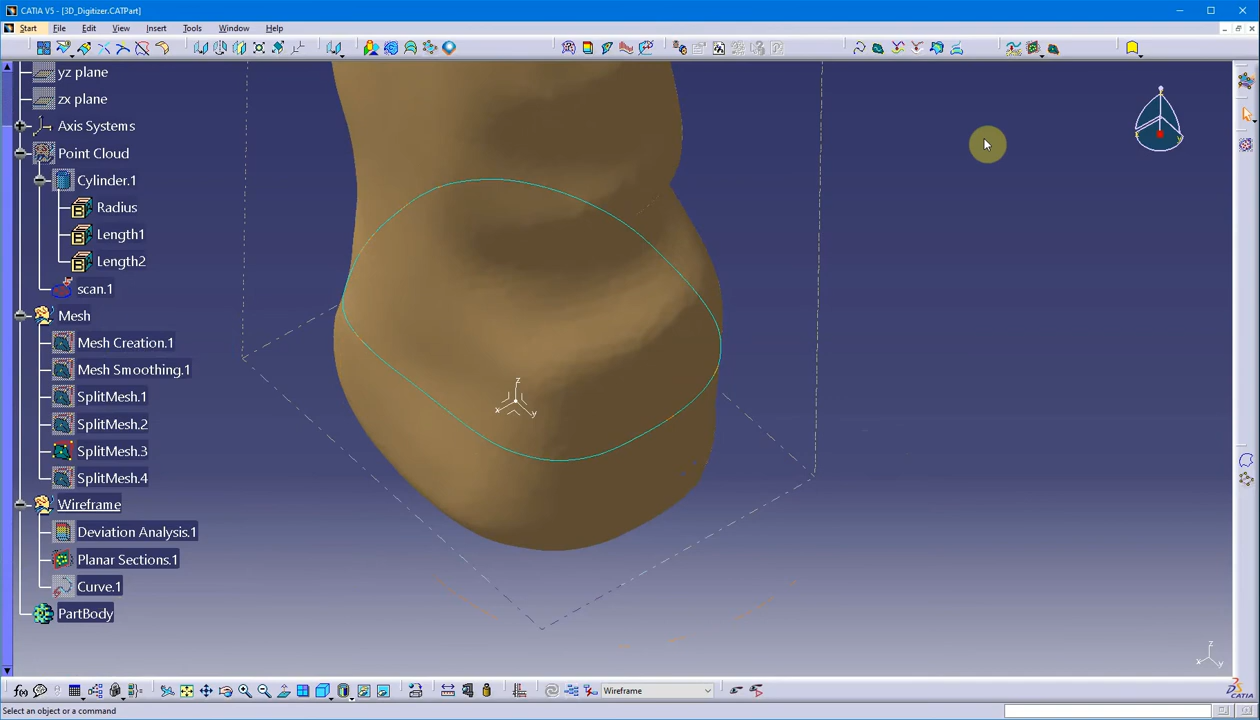 CATIA V5 - [3D_Digitizer.CATPart]
Start File Edit View Insert Tools Window Help
yz plane
zx plane
Axis Systems
Point Cloud
Cylinder.1
Radius
Length1
Length2
scan.1
Mesh
Mesh Creation.1
Mesh Smoothing.1
SplitMesh.1
SplitMesh.2
SplitMesh.3
SplitMesh.4
Wireframe
Deviation Analysis.1
Planar Sections.1
Curve.1
PartBody
z
x y
z
x y
f(x) Wireframe
CATIA
Select an object or a command